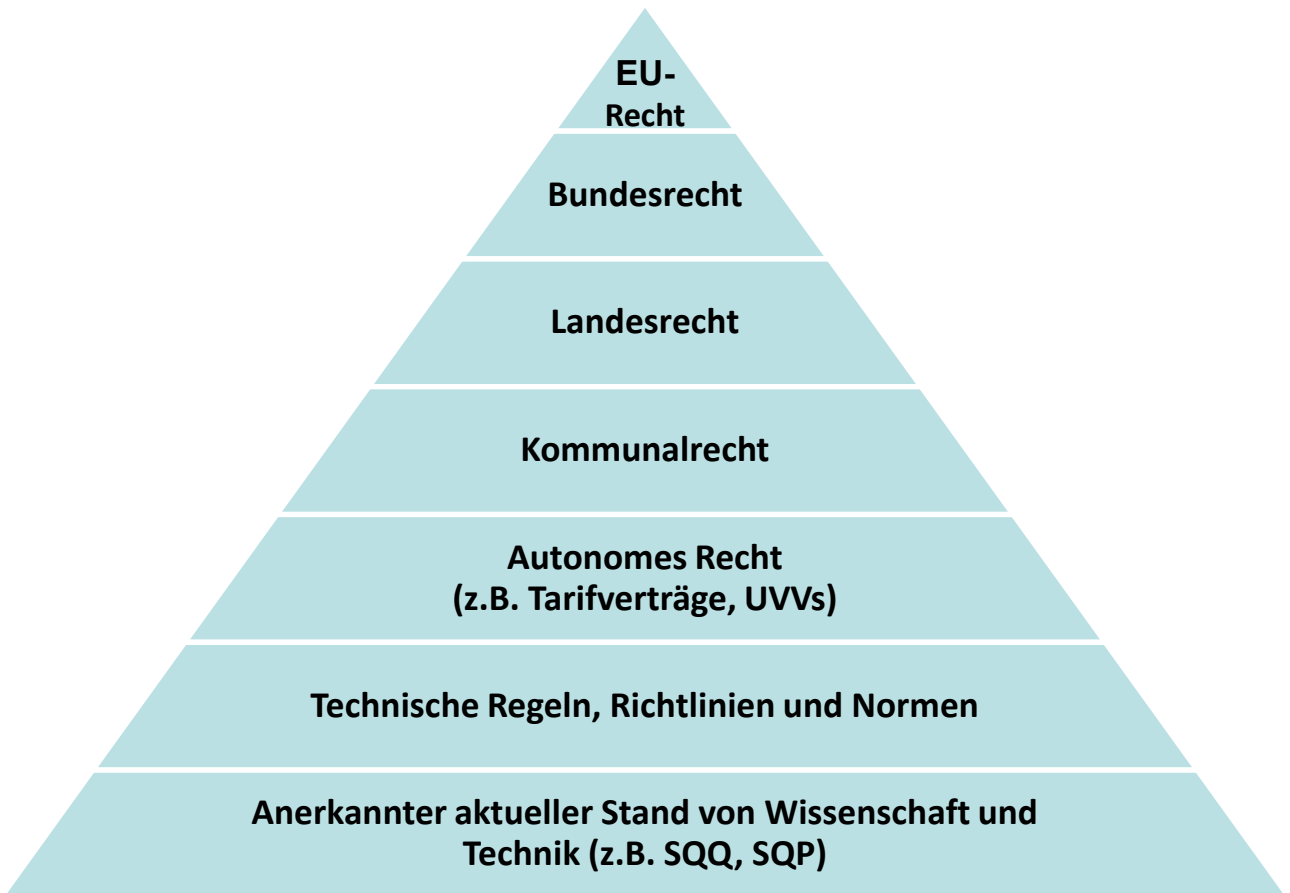 EU-
Recht
Bundesrecht
Landesrecht
Kommunalrecht
Autonomes Recht
(z.B. Tarifverträge, UVVs)
Technische Regeln, Richtlinien und Normen
Anerkannter aktueller Stand von Wissenschaft und
Technik (z.B. SQQ, SQP)